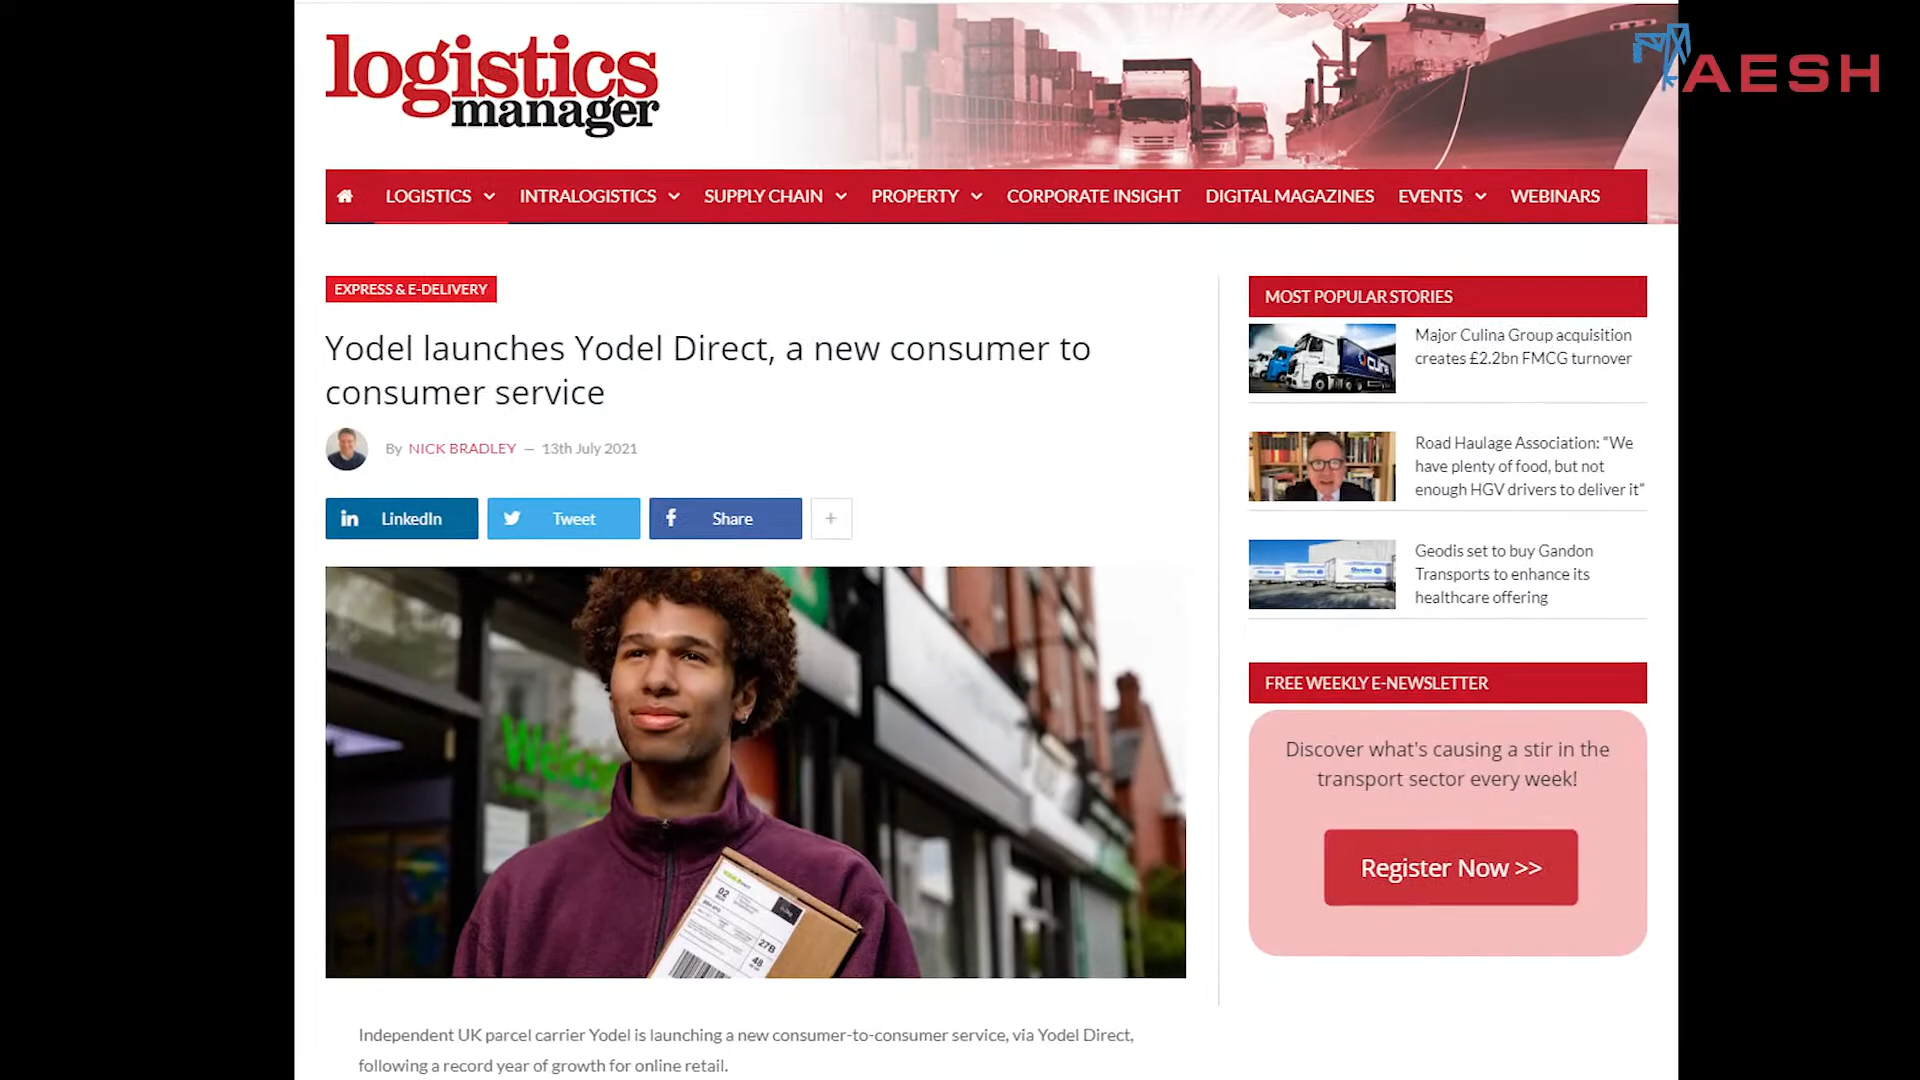 logistics
manager
AESH
LOGISTICS INTRALOGISTICS SUPPLY CHAIN PROPERTY CORPORATE INSIGHT DIGITAL MAGAZINES EVENTS WEBINARS
EXPRESS & E-DELIVERY
Yodel launches Yodel Direct, a new consumer to
consumer service
By NICK BRADLEY — 13th July 2021
LinkedIn Tweet Share +
Welcome
02
27B
48
Independent UK parcel carrier Yodel is launching a new consumer-to-consumer service, via Yodel Direct,
following a record year of growth for online retail.
MOST POPULAR STORIES
Major Culina Group acquisition
creates £2.2bn FMCG turnover
Road Haulage Association: “We
have plenty of food, but not
enough HGV drivers to deliver it”
Geodis set to buy Gandon
Transports to enhance its
healthcare offering
FREE WEEKLY E-NEWSLETTER
Discover what's causing a stir in the
transport sector every week!
Register Now >>